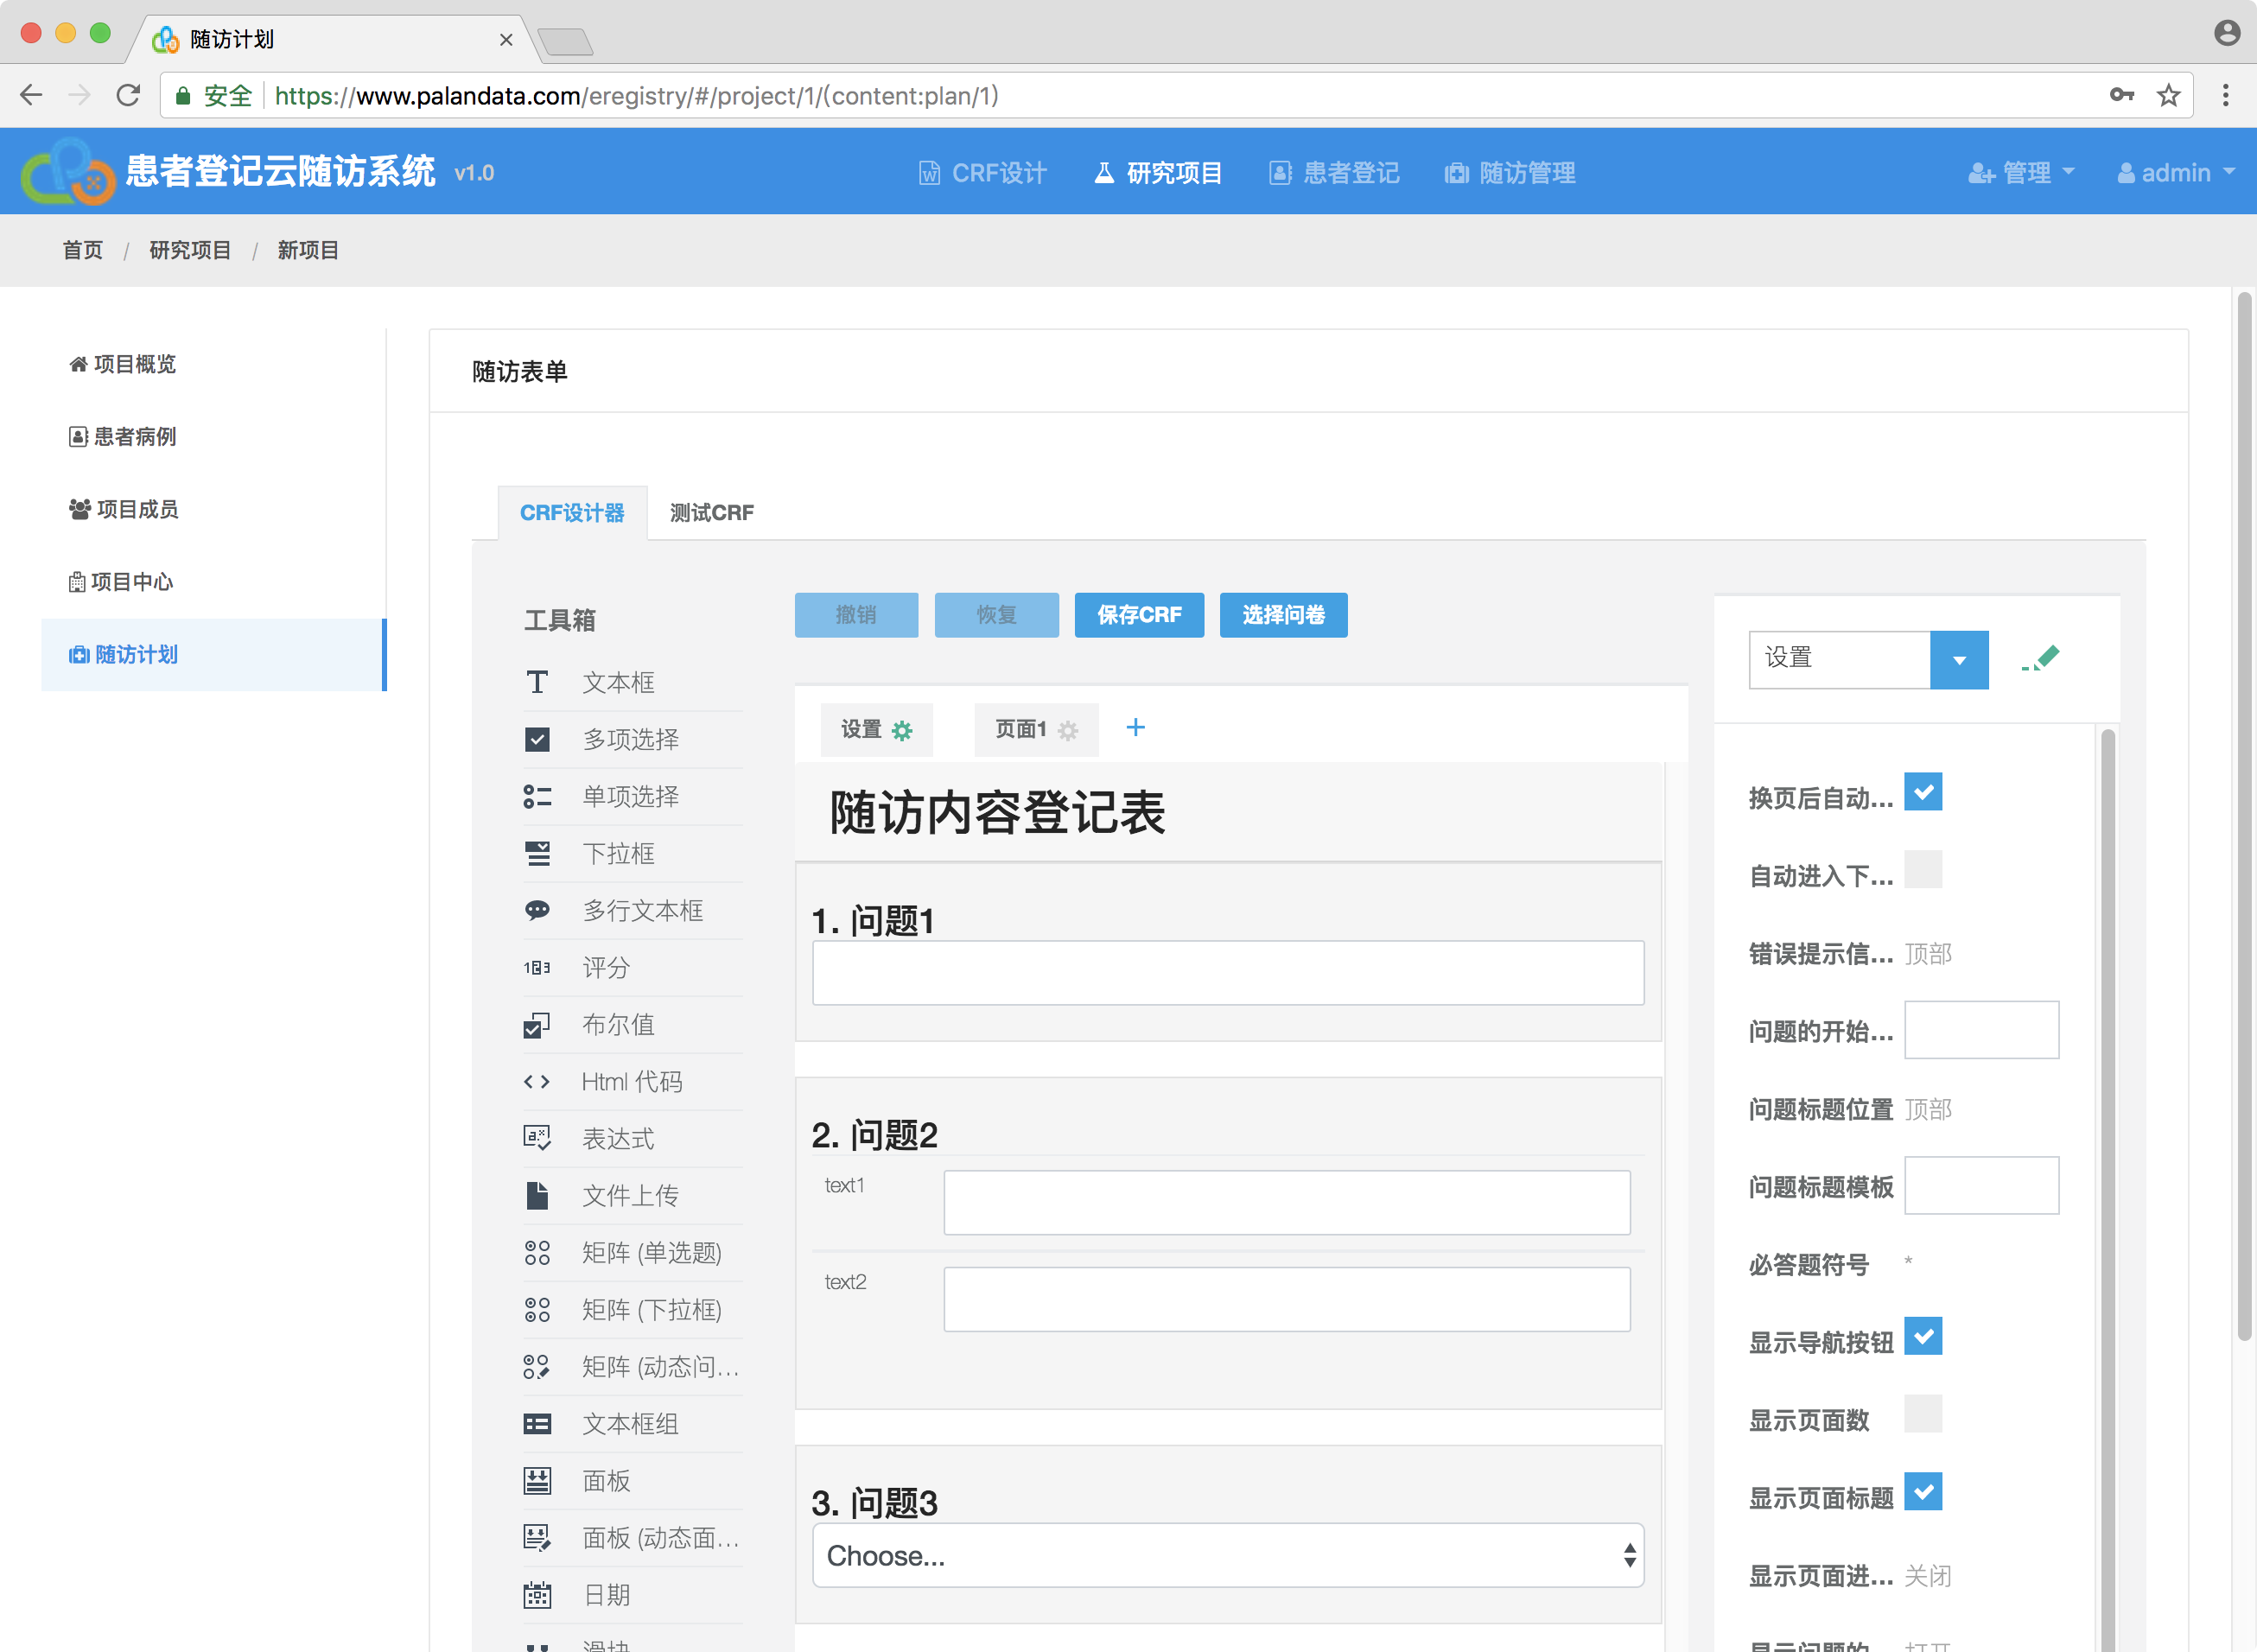 随访计划
安全 https://www.palandata.com/eregistry/#/project/1/(content:plan/1)
患者登记云随访系统 v1.0
CRF设计 研究项目 患者登记 随访管理
管理 admin
首页 / 研究项目 / 新项目
项目概览
患者病例
项目成员
项目中心
随访计划
随访表单
CRF设计器 测试CRF
工具箱
文本框
多项选择
单项选择
下拉框
多行文本框
评分
布尔值
Html 代码
表达式
文件上传
矩阵 (单选题)
矩阵 (下拉框)
矩阵 (动态问...
文本框组
面板
面板 (动态面...
日期
滑块
撤销 恢复 保存CRF 选择问卷
设置 页面1 +
随访内容登记表
1. 问题1
2. 问题2
text1
text2
3. 问题3
Choose...
设置
换页后自动...
自动进入下...
错误提示信... 顶部
问题的开始...
问题标题位置 顶部
问题标题模板
必答题符号 *
显示导航按钮
显示页面数
显示页面标题
显示页面进... 关闭
显示问题的 打开